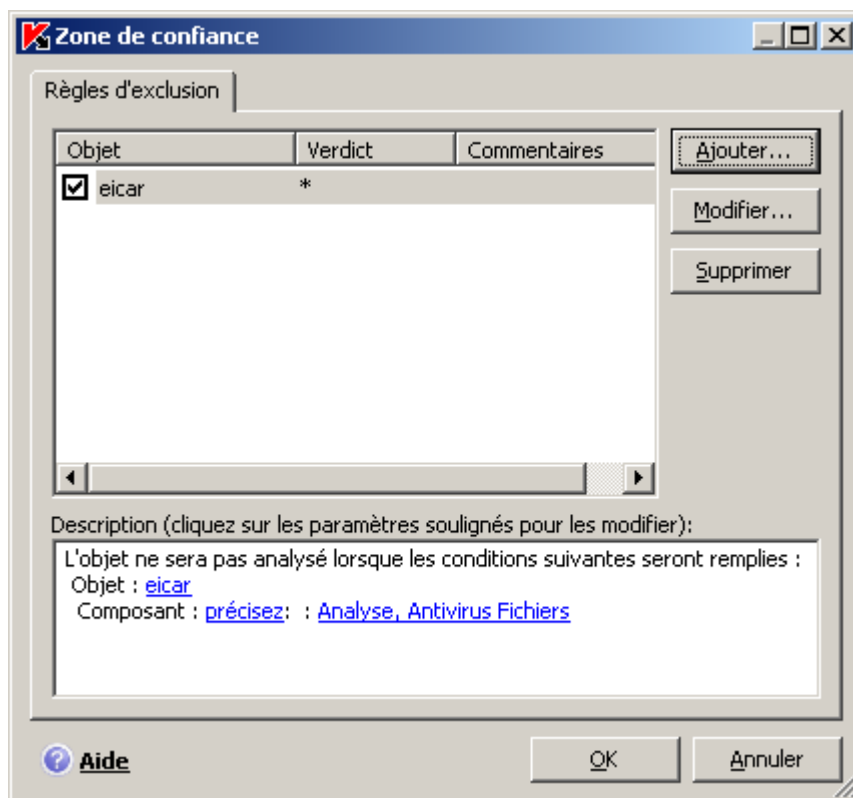 Zone de confiance
Règles d'exclusion
Objet Verdict Commentaires
eicar *
Ajouter...
Modifier...
Supprimer
Description (cliquez sur les paramètres soulignés pour les modifier):
L'objet ne sera pas analysé lorsque les conditions suivantes seront remplies :
Objet : eicar
Composant : précisez: : Analyse, Antivirus Fichiers
Aide
OK
Annuler